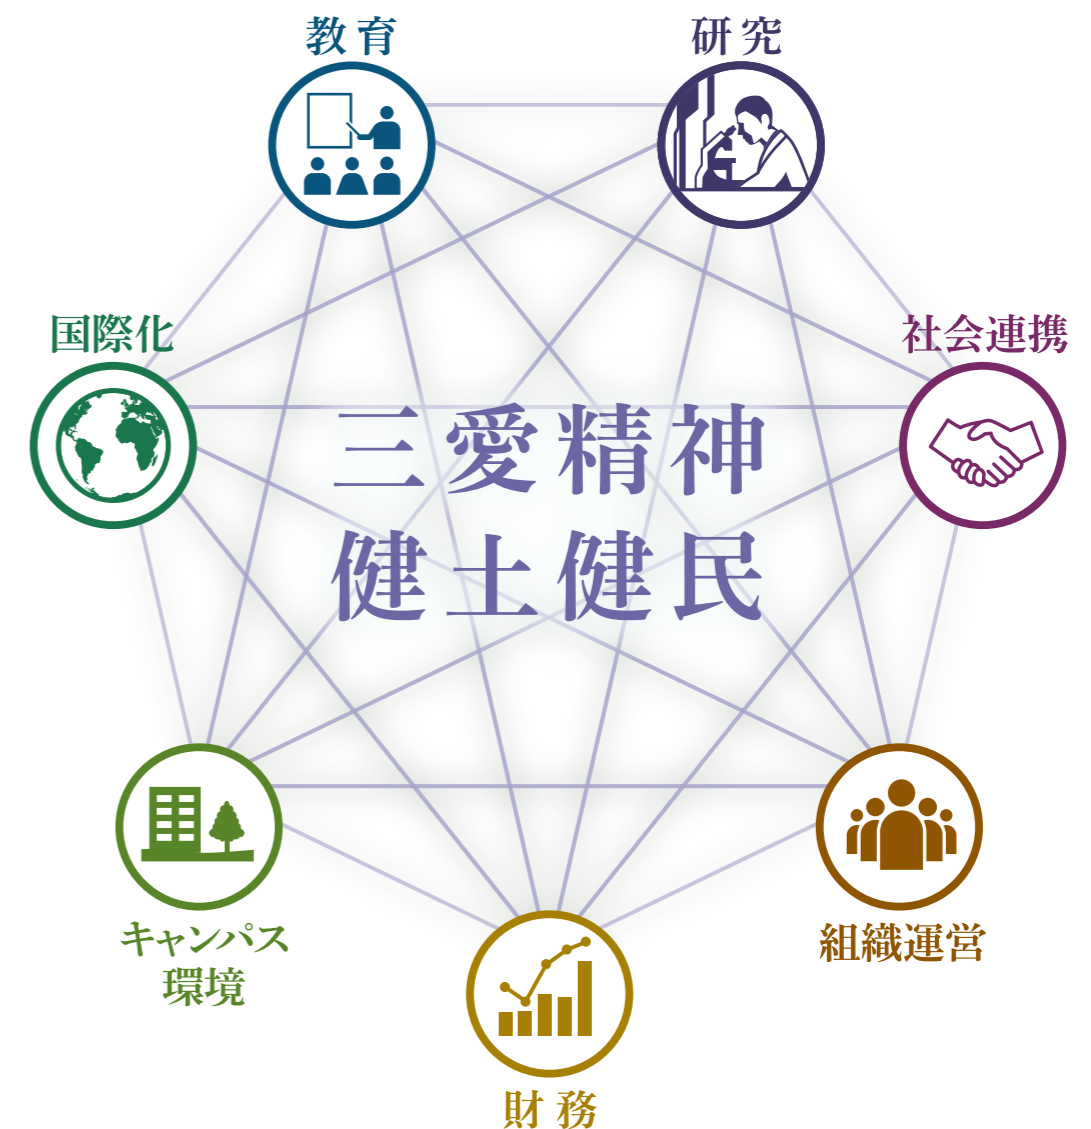 教育
研究
国際化
社会連携
三愛精神
健土健民
キャンパス
環境
組織運営
財務